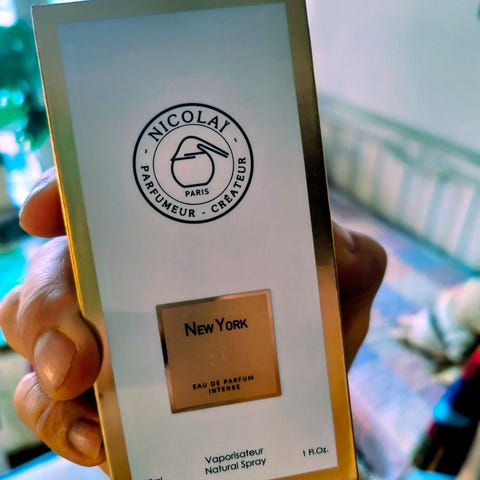 - NICOLAI -
PARFUMEUR - CRÉATEUR
PARIS
NEW YORK
EAU DE PARFUM
INTENSE
Vaporisateur
Natural Spray
1 Fl.Oz.